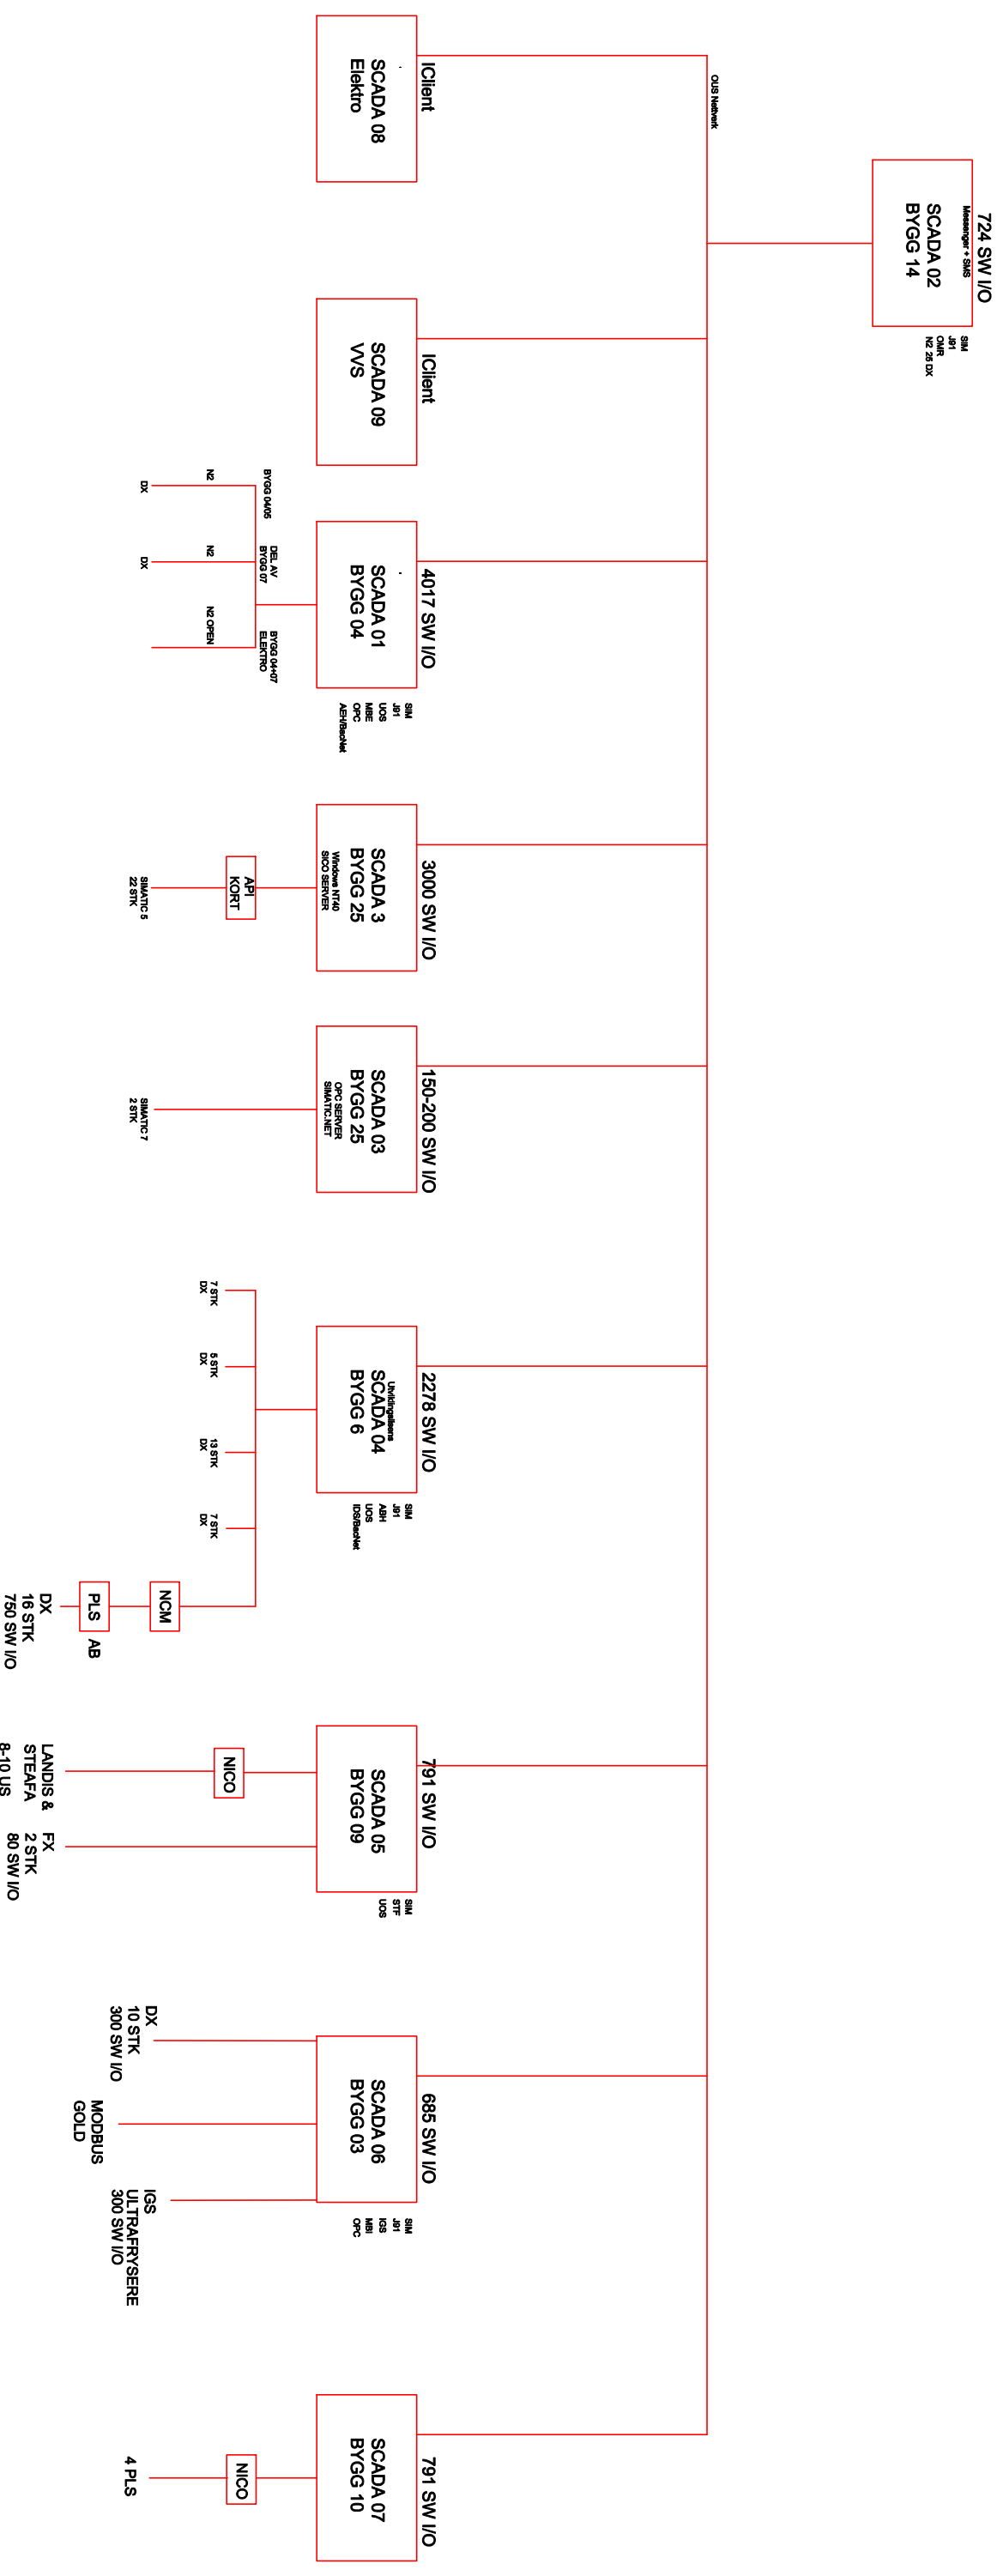 724 SW I/O
Messenger + SMS
SCADA 02
BYGG 14
SIM
J91
OMR
N2 25 DX
OUS Nettverk
IClient
SCADA 08
Elektro
IClient
SCADA 09
VVS
4017 SW I/O
SCADA 01
BYGG 04
SIM
J91
UOS
MBE
OPC
AEH/BacNet
BYGG 04/05
N2
DX
DEL AV
BYGG 07
N2
DX
BYGG 04+07
ELEKTRO
N2 OPEN
3000 SW I/O
SCADA 3
BYGG 25
Windows NT40
SICO SERVER
API
KORT
SIMATIC 5
22 STK
150-200 SW I/O
SCADA 03
BYGG 25
OPC SERVER
SIMATIC.NET
SIMATIC 7
2 STK
2278 SW I/O
Utviklingslisens
SCADA 04
BYGG 6
SIM
J91
ABH
UOS
IDS/BacNet
7 STK
DX
5 STK
DX
13 STK
DX
7 STK
DX
NCM
PLS AB
DX
16 STK
750 SW I/O
791 SW I/O
SCADA 05
BYGG 09
SIM
STF
UOS
NICO
LANDIS &
STEAFA
8-10 US
FX
2 STK
80 SW I/O
685 SW I/O
SCADA 06
BYGG 03
SIM
J91
IGS
MBI
OPC
DX
10 STK
300 SW I/O
MODBUS
GOLD
IGS
ULTRAFRYSERE
300 SW I/O
791 SW I/O
SCADA 07
BYGG 10
NICO
4 PLS